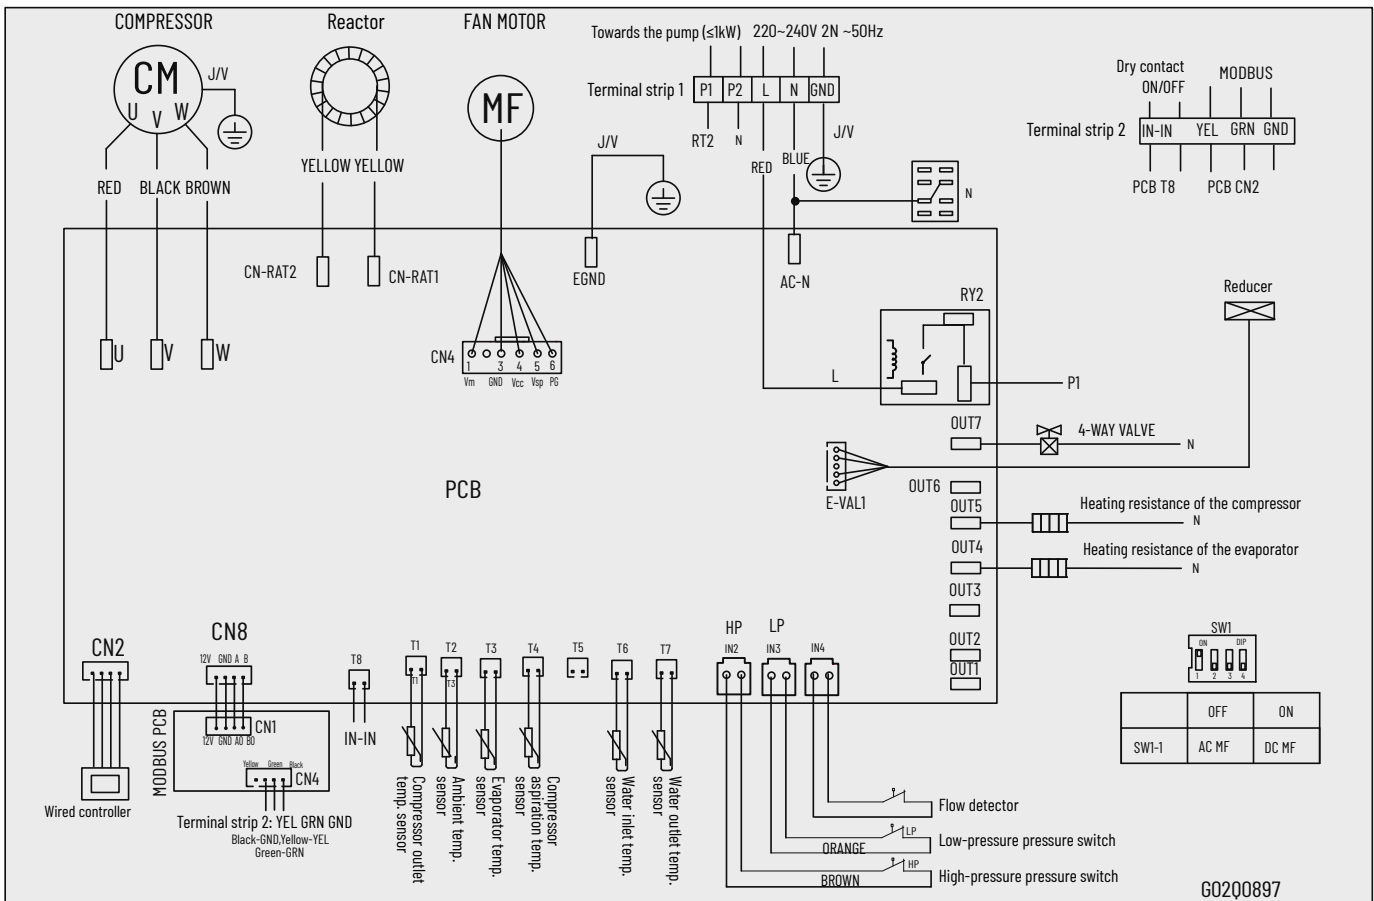 COMPRESSOR
Reactor
FAN MOTOR
Towards the pump (≤1kW)
220~240V 2N ~50Hz
Dry contact
ON/OFF
MODBUS
CM
U
V
W
J/V
MF
Terminal strip 1
P1
P2
L
N
GND
RT2
N
J/V
RED
BLUE
Terminal strip 2
IN-IN
YEL
GRN
GND
PCB T8
PCB CN2
J/V
YELLOW YELLOW
RED
BLACK BROWN
N
CN-RAT2
CN-RAT1
EGND
AC-N
RY2
Reducer
U
V
W
CN4
1
3
4
5
6
Vm
GND
Vcc
Vsp
PG
L
P1
OUT7
4-WAY VALVE
N
E-VAL1
PCB
OUT6
OUT5
Heating resistance of the compressor
N
OUT4
Heating resistance of the evaporator
N
OUT3
OUT2
OUT1
CN2
CN8
12V GND A B
T8
T1
T2
T3
T4
T5
T6
T7
T1
T3
HP
LP
IN2
IN3
IN4
SW1
ON
DIP
1 2 3 4
OFF
ON
SW1-1
AC MF
DC MF
MODBUS PCB
CN1
12V GND A0 B0
Yellow Green Black
CN4
IN-IN
Wired controller
Terminal strip 2: YEL GRN GND
Black-GND,Yellow-YEL
Green-GRN
Compressor outlet
temp. sensor
Ambient temp.
sensor
Evaporator temp.
sensor
Compressor
aspiration temp.
sensor
Water inlet temp.
sensor
Water outlet temp.
sensor
Flow detector
LP
ORANGE
Low-pressure pressure switch
HP
BROWN
High-pressure pressure switch
G02Q0897